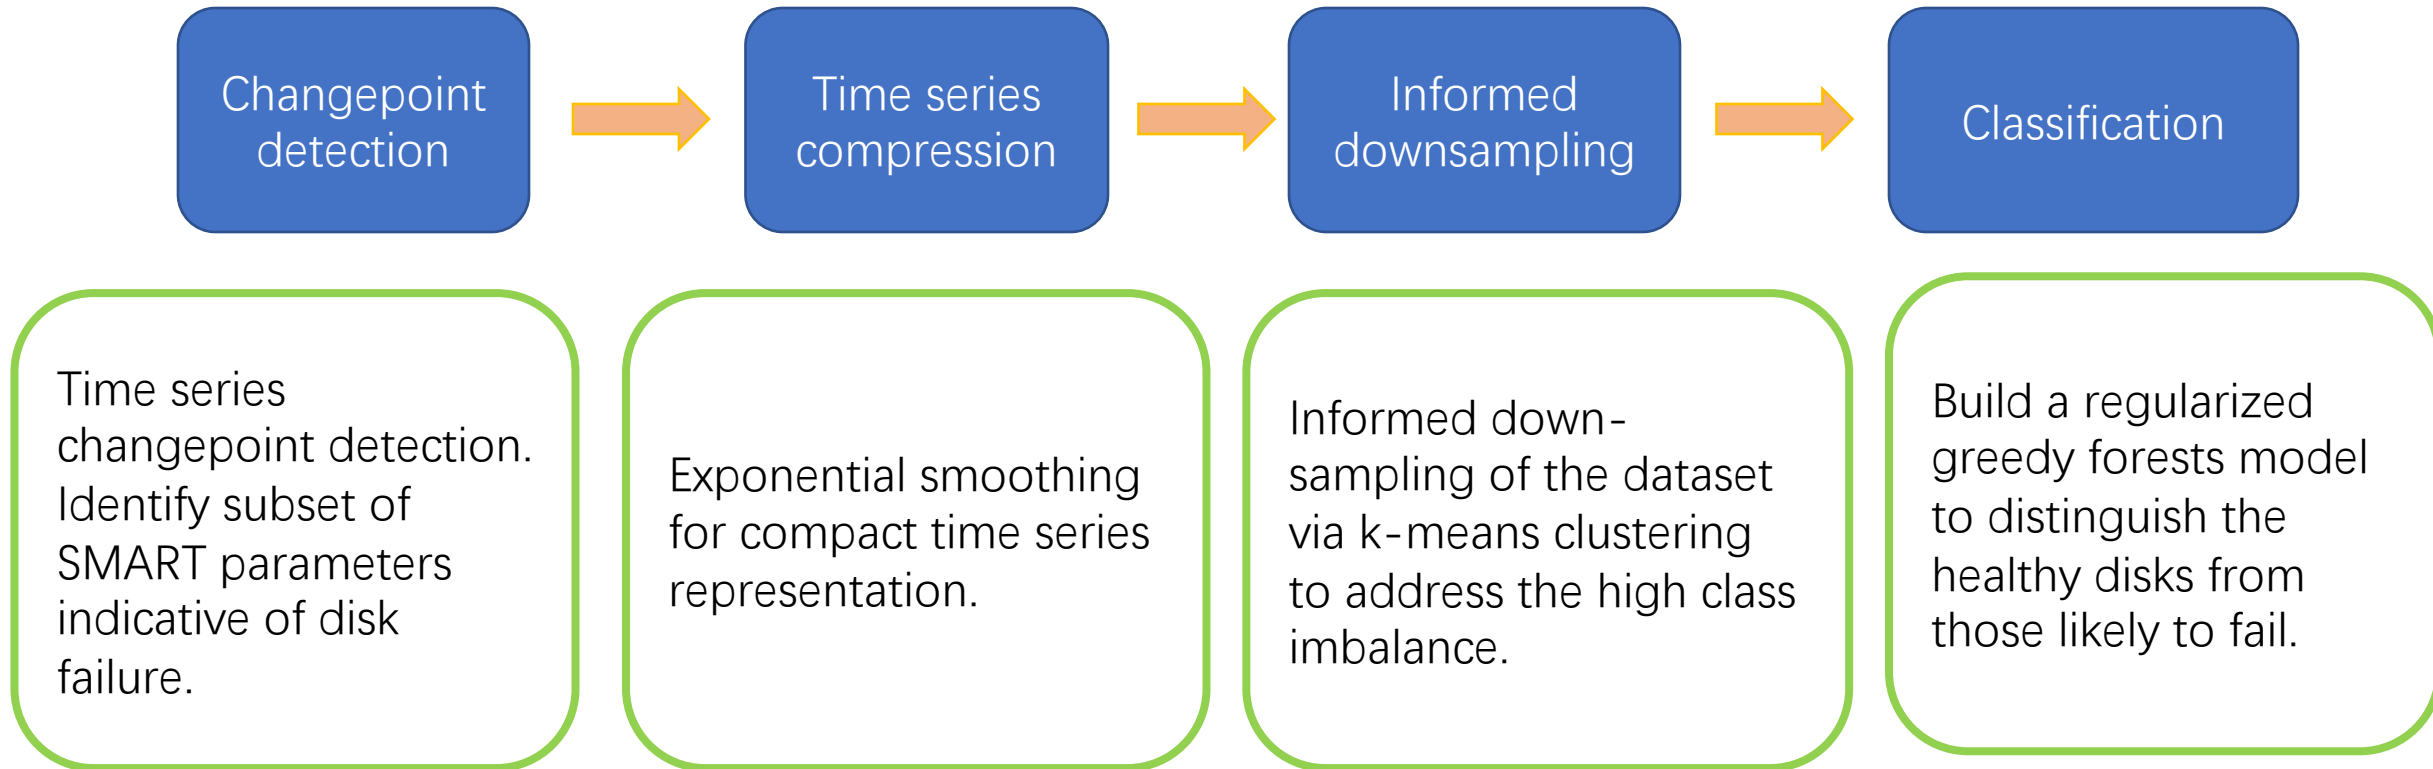 Changepoint
detection
Time series
compression
Informed
downsampling
Classification
Time series
changepoint detection.
Identify subset of
SMART parameters
indicative of disk
failure.
Exponential smoothing
for compact time series
representation.
Informed down-
sampling of the dataset
via k-means clustering
to address the high class
imbalance.
Build a regularized
greedy forests model
to distinguish the
healthy disks from
those likely to fail.